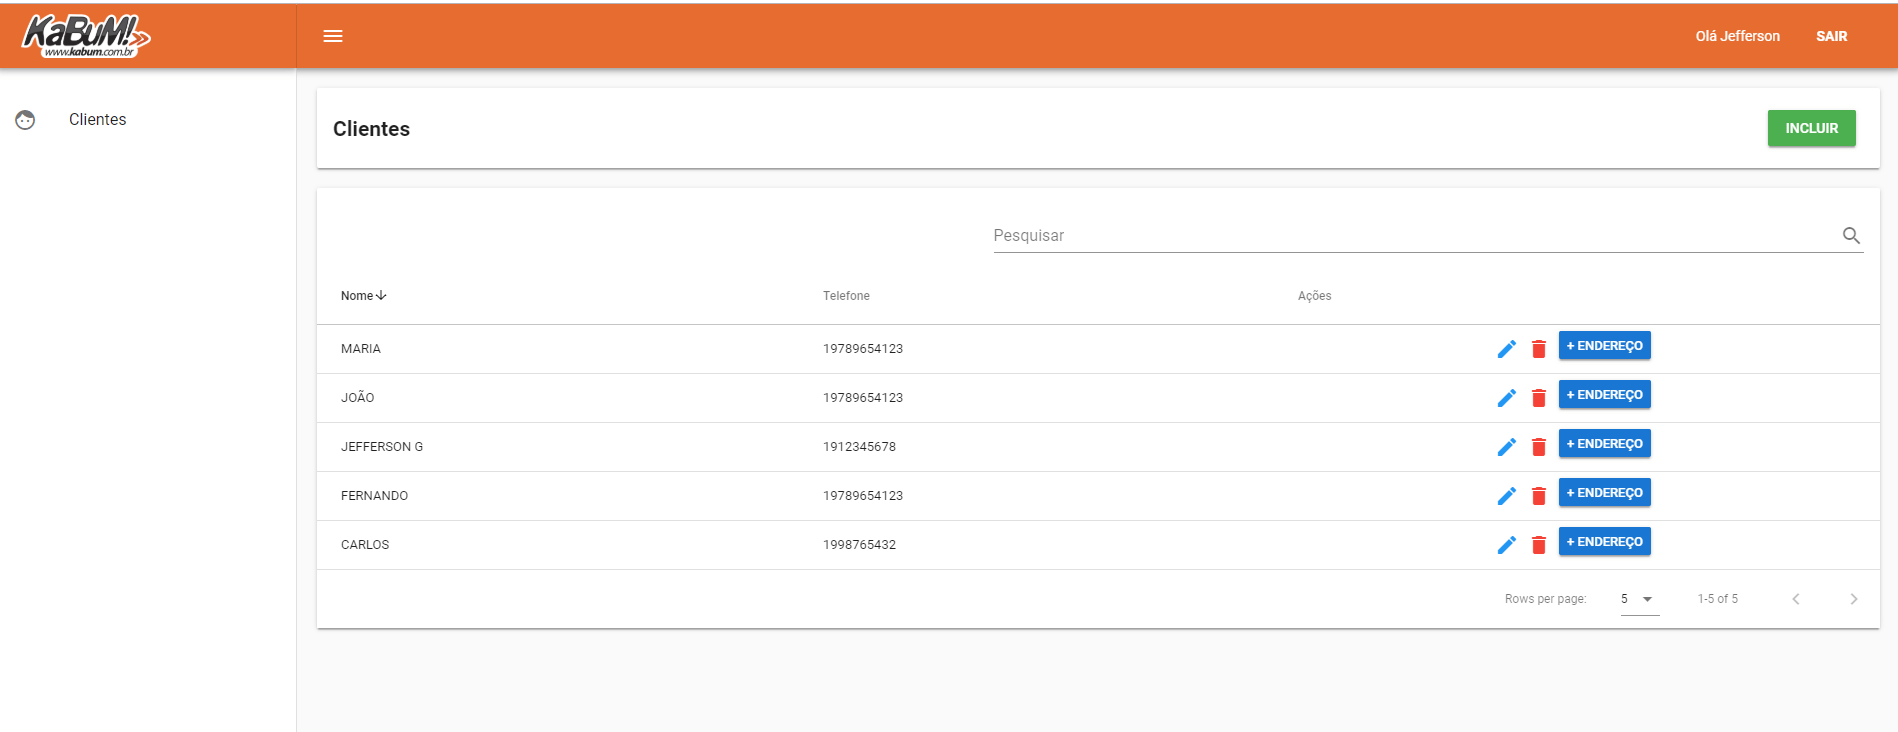 KaBuM!
www.kabum.com.br
Olá Jefferson SAIR
Clientes
Clientes INCLUIR
Pesquisar
Nome Telefone Ações
MARIA 19789654123 + ENDEREÇO
JOÃO 19789654123 + ENDEREÇO
JEFFERSON G 1912345678 + ENDEREÇO
FERNANDO 19789654123 + ENDEREÇO
CARLOS 1998765432 + ENDEREÇO
Rows per page: 5 1-5 of 5